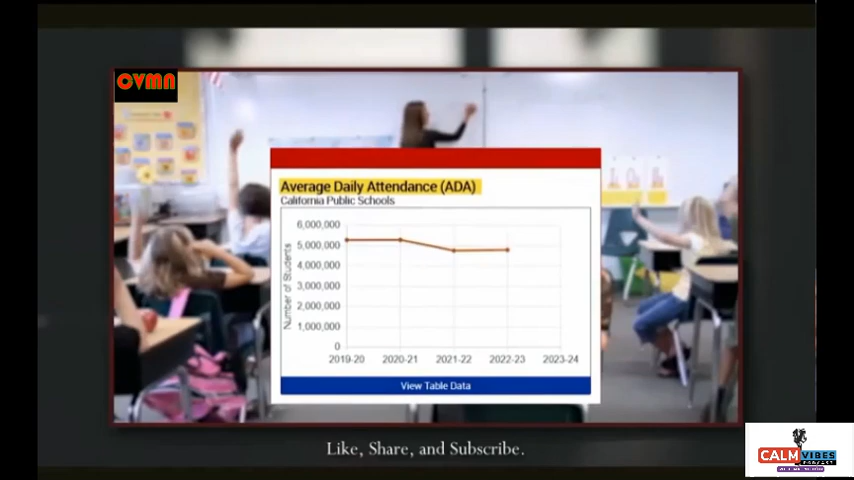 OVMN
Average Daily Attendance (ADA)
California Public Schools
Number of Students
6,000,000
5,000,000
4,000,000
3,000,000
2,000,000
1,000,000
0
2019-20 2020-21 2021-22 2022-23 2023-24
View Table Data
Like, Share, and Subscribe.
CALM VIBES
PODCAST